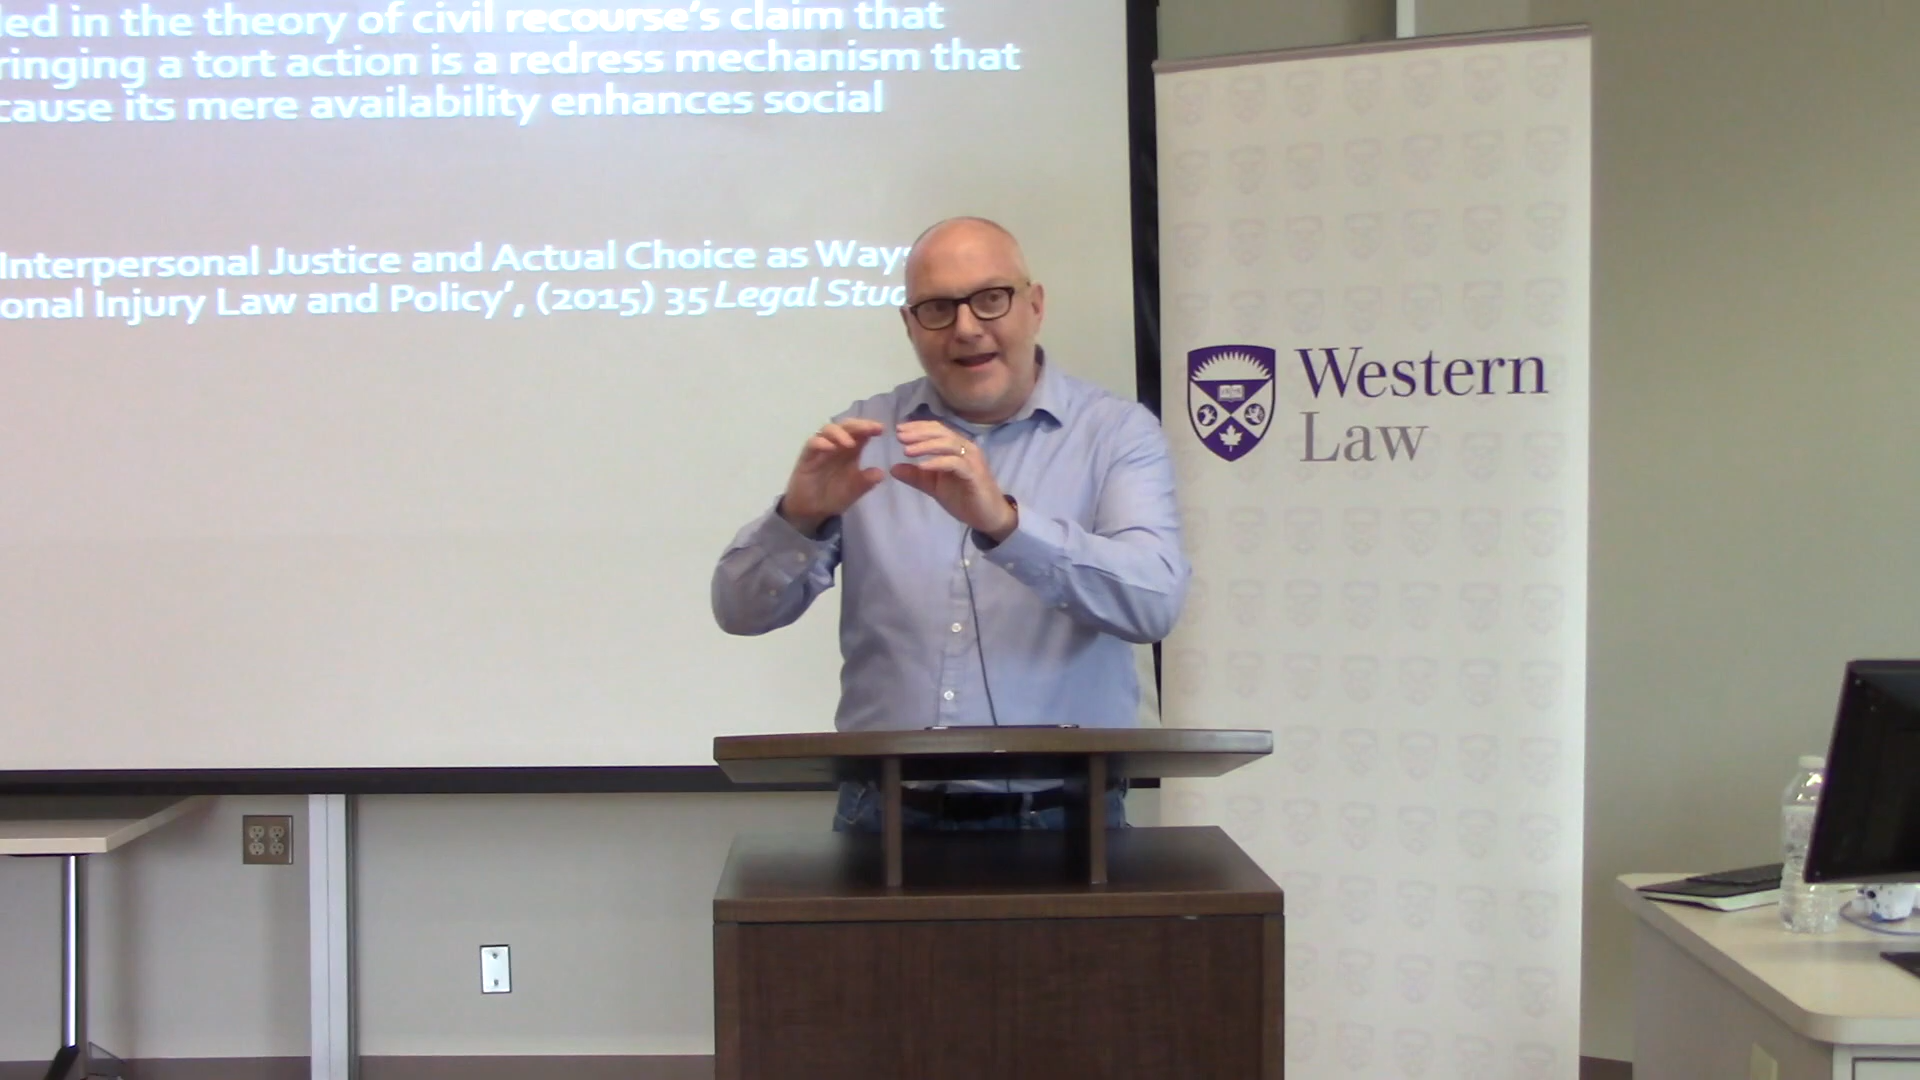 led in the theory of civil recourse's claim that
ringing a tort action is a redress mechanism that
cause its mere availability enhances social
Interpersonal Justice and Actual Choice as Ways
onal Injury Law and Policy', (2015) 35 Legal Stud
Western
Law